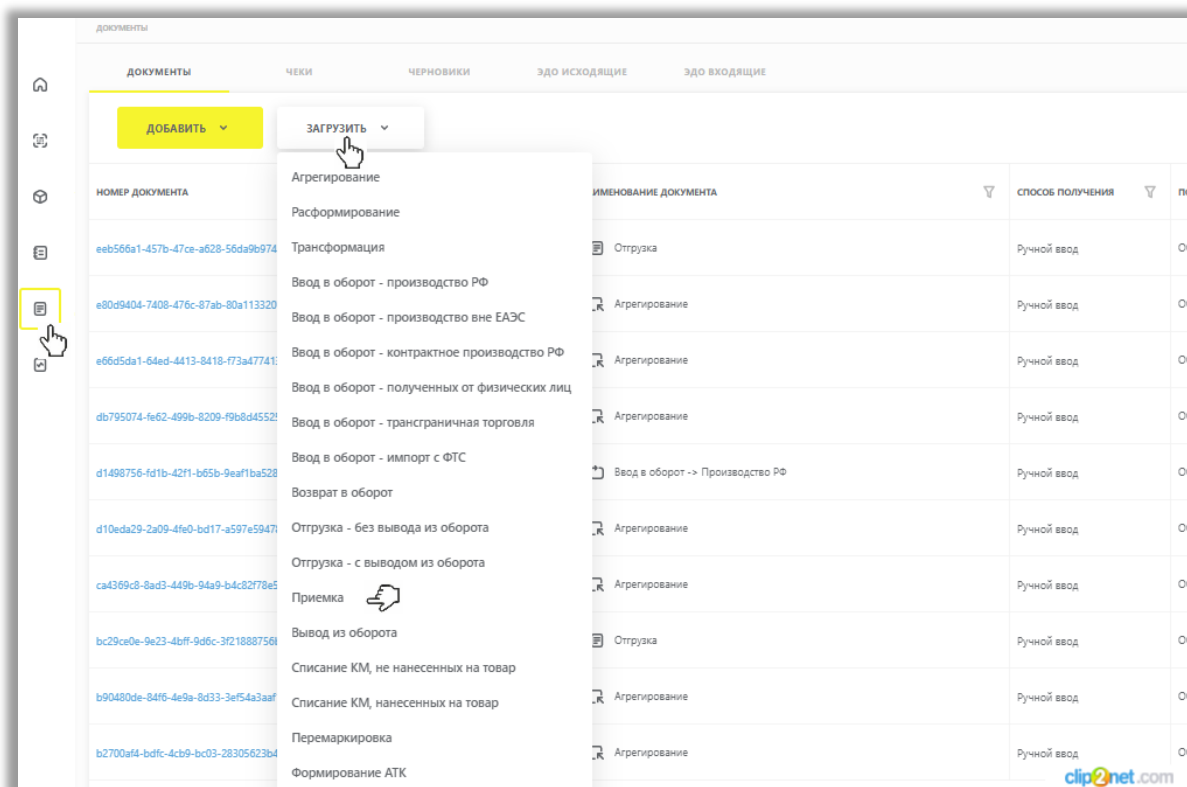 ДОКУМЕНТЫ
ДОКУМЕНТЫ ЧЕКИ ЧЕРНОВИКИ ЭДО ИСХОДЯЩИЕ ЭДО ВХОДЯЩИЕ
ДОБАВИТЬ ЗАГРУЗИТЬ
НОМЕР ДОКУМЕНТА ИМЕНОВАНИЕ ДОКУМЕНТА СПОСОБ ПОЛУЧЕНИЯ
Агрегирование
Расформирование
Трансформация
Ввод в оборот - производство РФ
Ввод в оборот - производство вне ЕАЭС
Ввод в оборот - контрактное производство РФ
Ввод в оборот - полученных от физических лиц
Ввод в оборот - трансграничная торговля
Ввод в оборот - импорт с ФТС
Возврат в оборот
Отгрузка - без вывода из оборота
Отгрузка - с выводом из оборота
Приемка
Вывод из оборота
Списание КМ, не нанесенных на товар
Списание КМ, нанесенных на товар
Перемаркировка
Формирование АТК
eeb566a1-457b-47ce-a628-56da9b974 Отгрузка Ручной ввод
e80d9404-7408-476c-87ab-80a113320 Агрегирование Ручной ввод
e66d5da1-64ed-4413-8418-f73a47741 Агрегирование Ручной ввод
db795074-fe62-499b-8209-f9b8d4552 Агрегирование Ручной ввод
d1498756-fd1b-42f1-b65b-9eaf1ba528 Ввод в оборот -> Производство РФ Ручной ввод
d10eda29-2a09-4fe0-bd17-a597e5947 Агрегирование Ручной ввод
ca4369c8-8ad3-449b-94a9-b4c82f78e5 Агрегирование Ручной ввод
bc29ce0e-9e23-4bff-9d6c-3f21888756 Отгрузка Ручной ввод
b90480de-84f6-4e9a-8d33-3ef54a3aaf Агрегирование Ручной ввод
b2700af4-bdfc-4cb9-bc03-28305623b4 Агрегирование Ручной ввод
clip2net.com